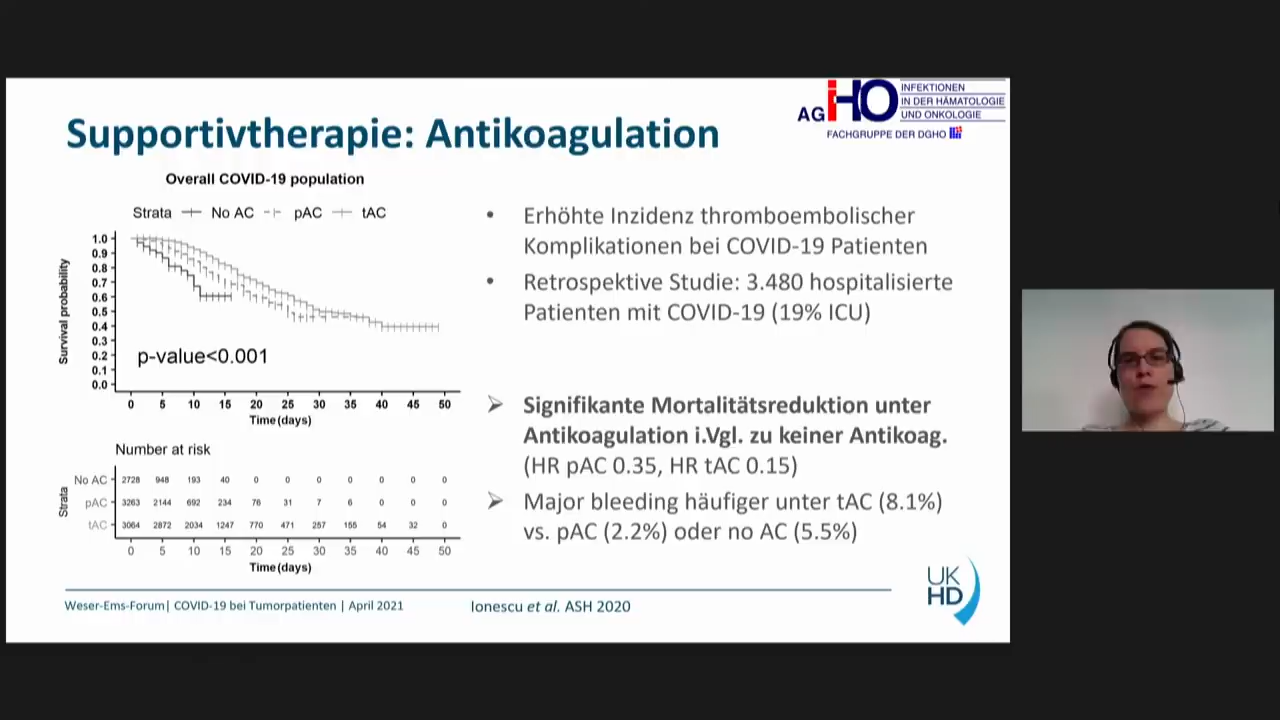 AG iHO
INFEKTIONEN
IN DER HÄMATOLOGIE
UND ONKOLOGIE
FACHGRUPPE DER DGHO
Supportivtherapie: Antikoagulation
Overall COVID-19 population
Strata No AC pAC tAC
Survival probability
1.0
0.9
0.8
0.7
0.6
0.5
0.4
0.3
0.2
0.1
0.0
p-value<0.001
0 5 10 15 20 25 30 35 40 45 50
Time (days)
Number at risk
Strata
No AC 2728 948 193 40 0 0 0 0 0 0 0
pAC 3263 2144 692 234 76 31 7 6 0 0 0
tAC 3064 2872 2034 1247 770 471 257 155 54 32 0
0 5 10 15 20 25 30 35 40 45 50
Time (days)
• Erhöhte Inzidenz thromboembolischer
Komplikationen bei COVID-19 Patienten
• Retrospektive Studie: 3.480 hospitalisierte
Patienten mit COVID-19 (19% ICU)
➢ Signifikante Mortalitätsreduktion unter
Antikoagulation i.Vgl. zu keiner Antikoag.
(HR pAC 0.35, HR tAC 0.15)
➢ Major bleeding häufiger unter tAC (8.1%)
vs. pAC (2.2%) oder no AC (5.5%)
Weser-Ems-Forum| COVID-19 bei Tumorpatienten | April 2021
Ionescu et al. ASH 2020
UK
HD